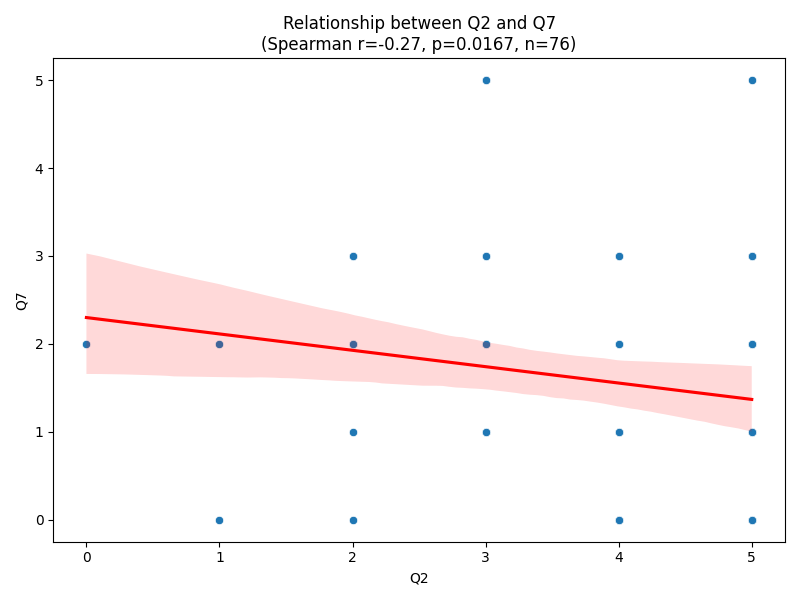 Relationship between Q2 and Q7
(Spearman r=-0.27, p=0.0167, n=76)
5
4
3
2
1
0
Q7
0 1 2 3 4 5
Q2